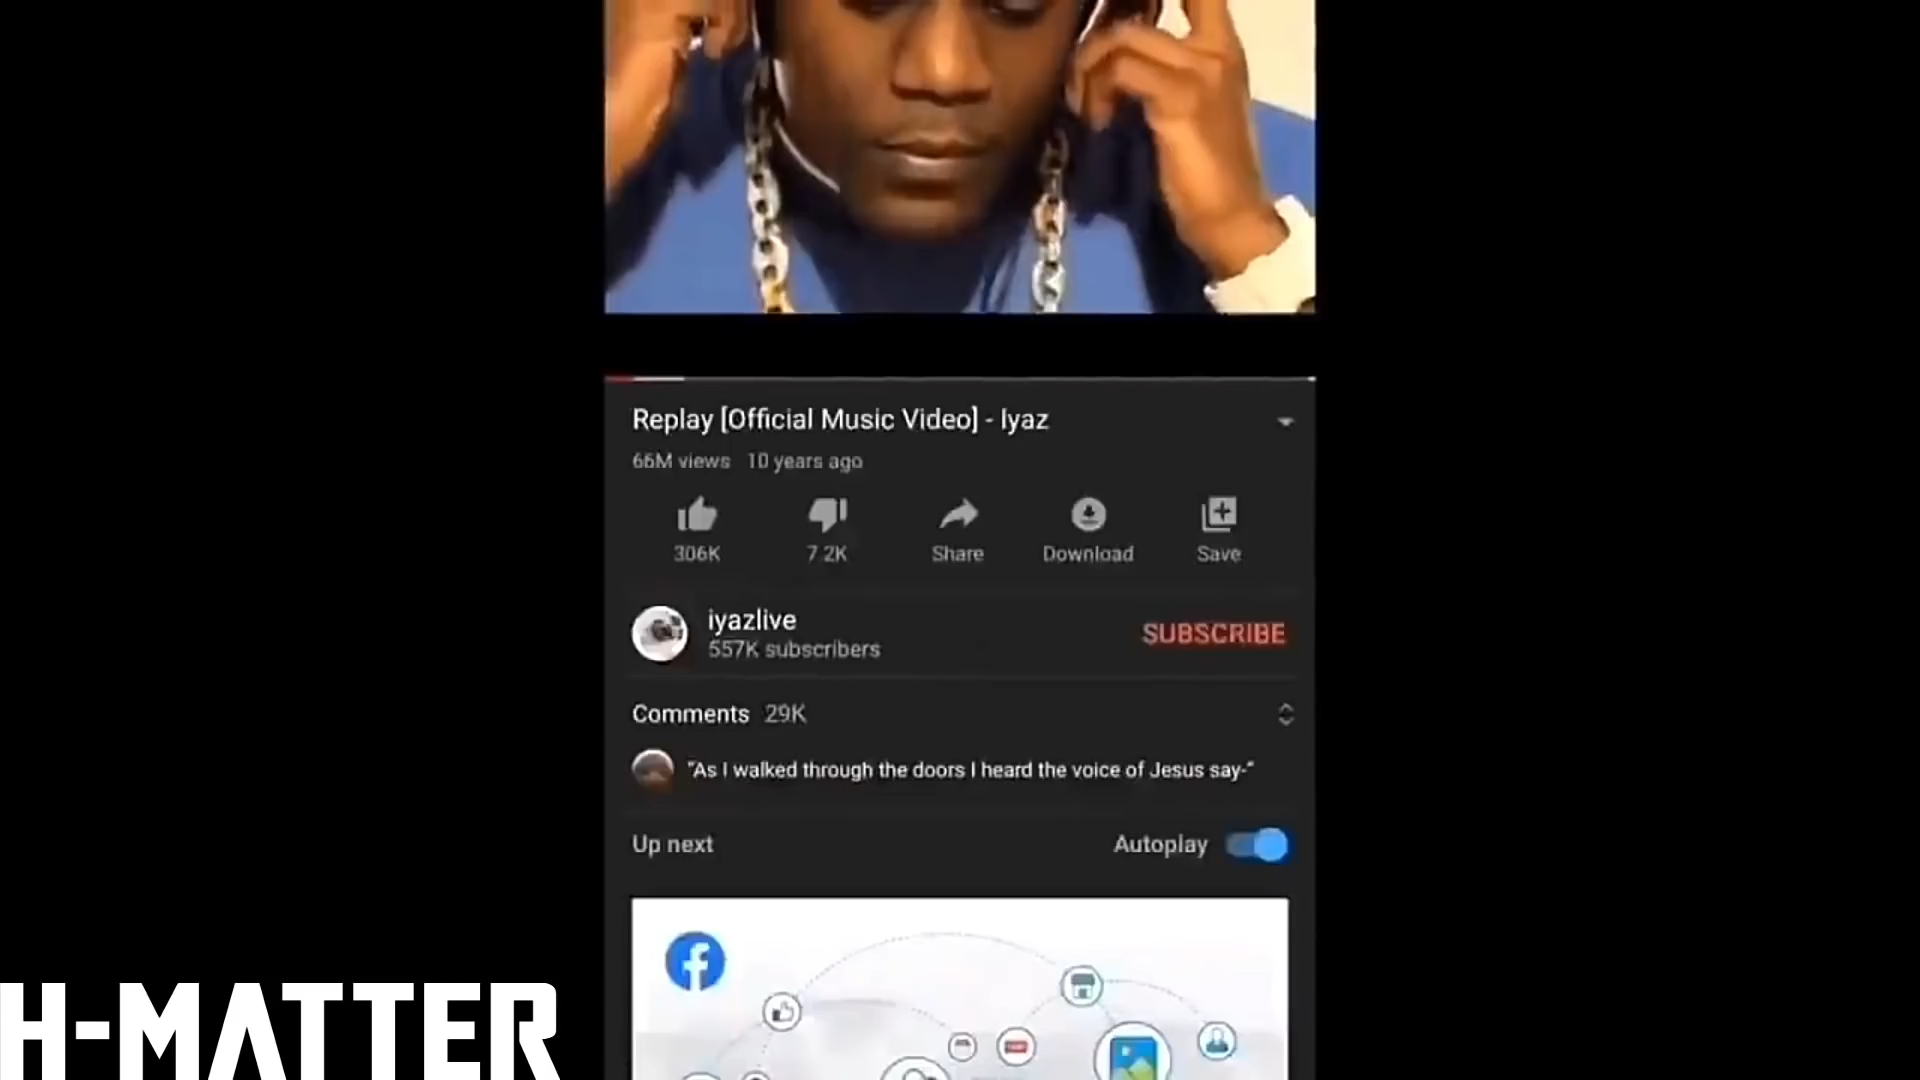 Replay [Official Music Video] - Iyaz
66M views 10 years ago
306K 7.2K Share Download Save
iyazlive
557K subscribers
SUBSCRIBE
Comments 29K
"As I walked through the doors I heard the voice of Jesus say-"
Up next
Autoplay
f
H-MATTER